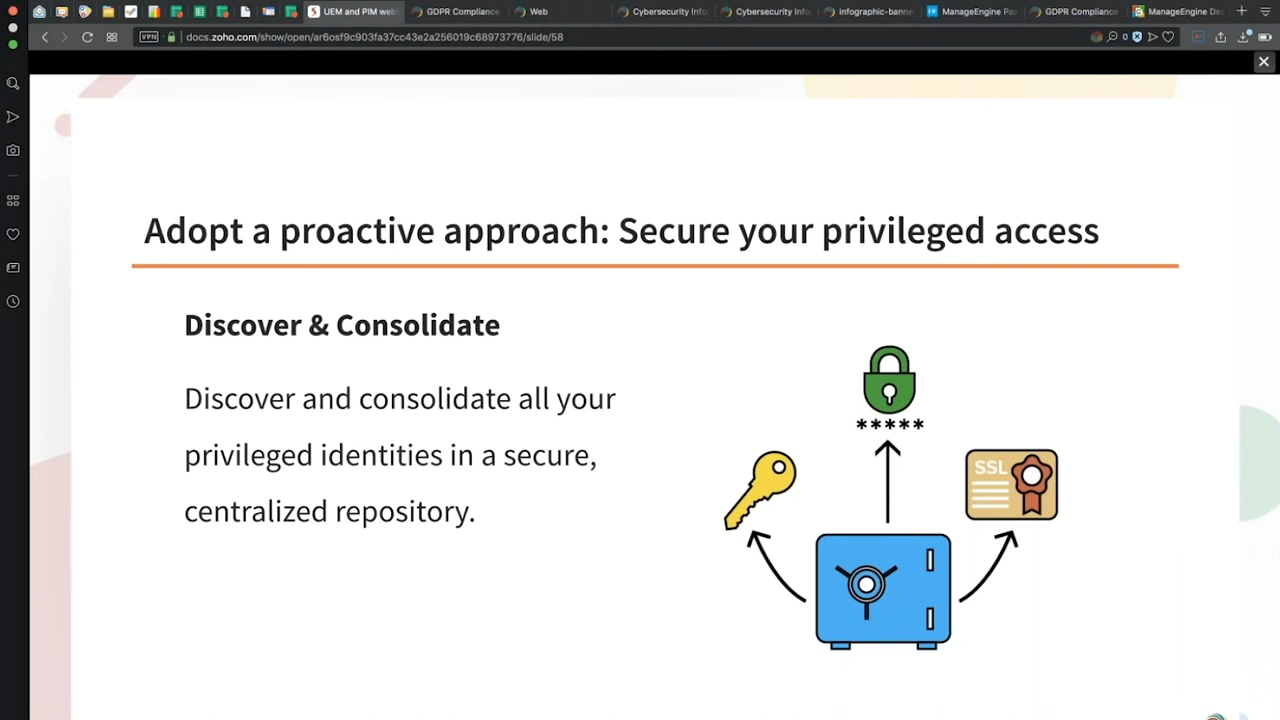 UEM and PIM web
GDPR Compliance
Web
Cybersecurity Info
Cybersecurity Info
infographic-banne
ManageEngine Pa
GDPR Compliance
ManageEngine De
VPN
docs.zoho.com/show/open/ar6osf9c903fa37cc43e2a256019c68973776/slide/58
0
Adopt a proactive approach: Secure your privileged access
Discover & Consolidate
Discover and consolidate all your
privileged identities in a secure,
centralized repository.
*****
SSL